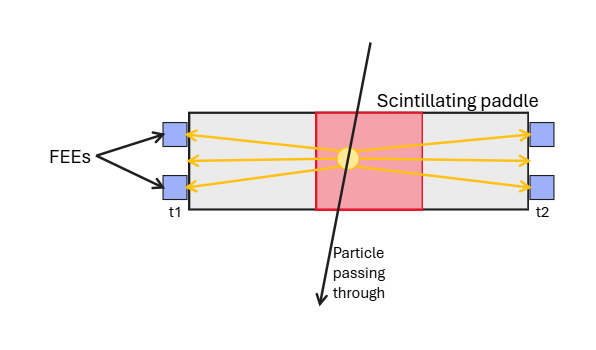 Scintillating paddle
FEEs
t1
t2
Particle
passing
through